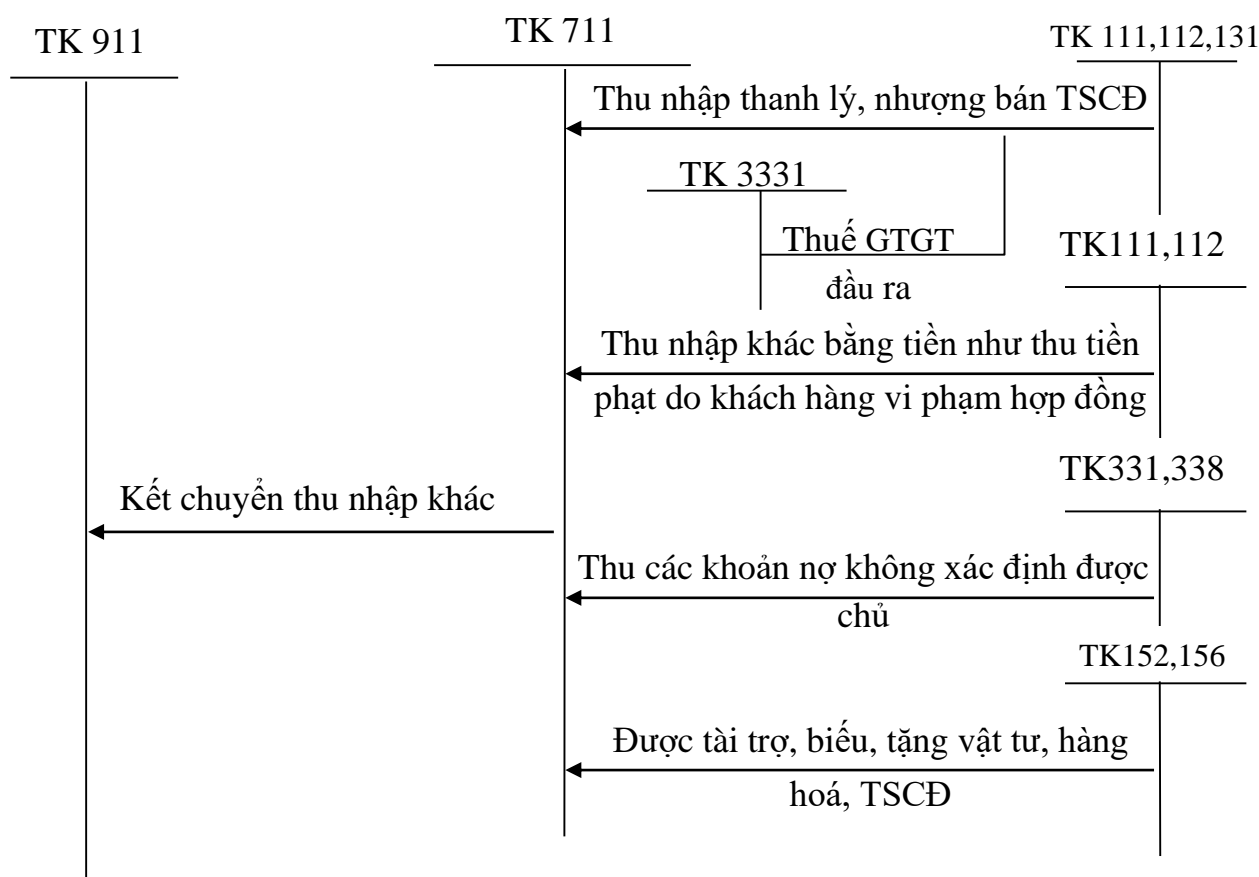 TK 911
TK 711
TK 111,112,131
Thu nhập thanh lý, nhượng bán TSCĐ
TK 3331
Thuế GTGT
đầu ra
TK111,112
Thu nhập khác bằng tiền như thu tiền
phạt do khách hàng vi phạm hợp đồng
TK331,338
Kết chuyển thu nhập khác
Thu các khoản nợ không xác định được
chủ
TK152,156
Được tài trợ, biếu, tặng vật tư, hàng
hoá, TSCĐ